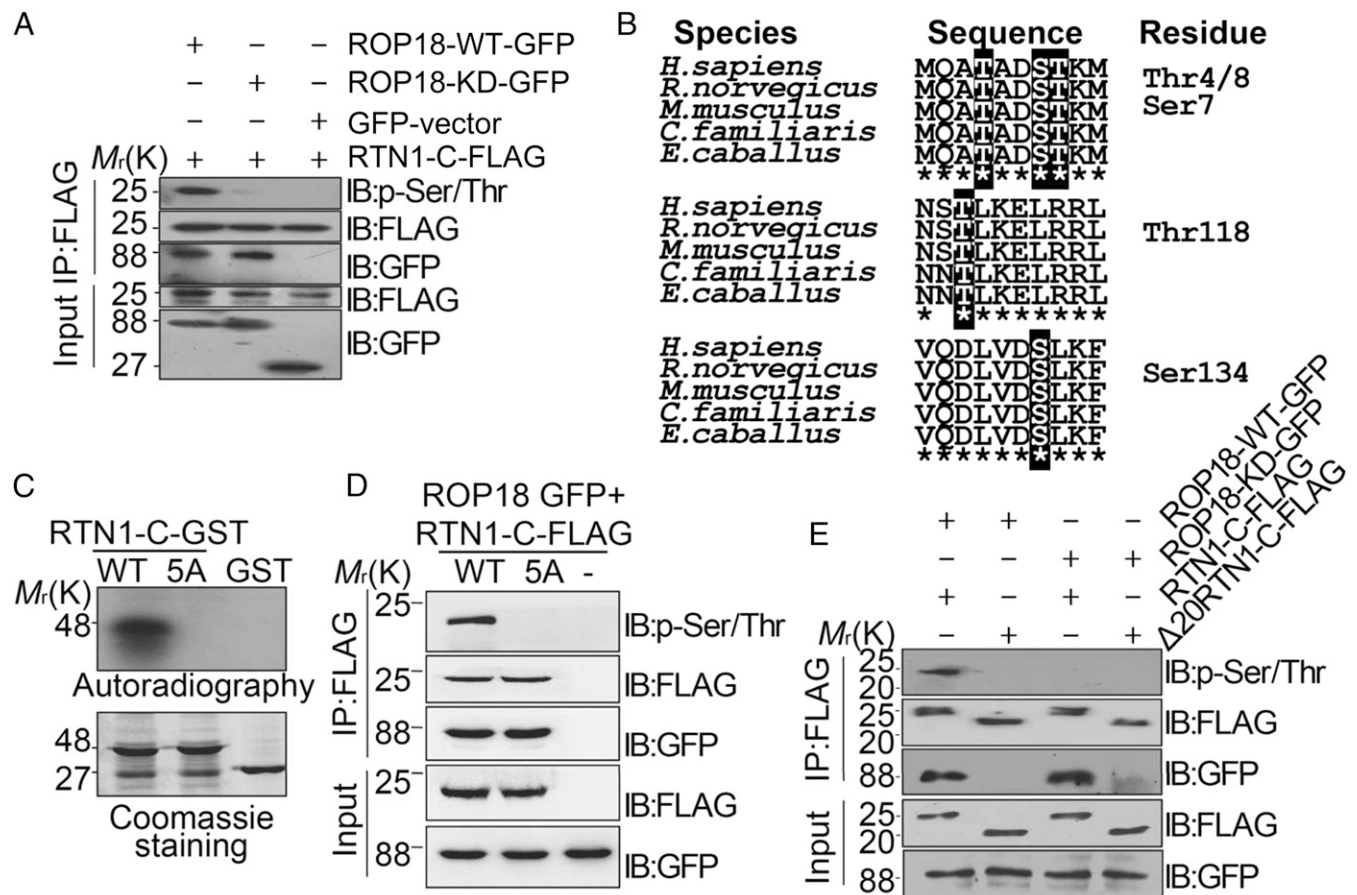 A
+ − − ROP18-WT-GFP
− + − ROP18-KD-GFP
− − + GFP-vector
Mr(K) + + + RTN1-C-FLAG
IP:FLAG
25 IB:p-Ser/Thr
25 IB:FLAG
88 IB:GFP
Input
25 IB:FLAG
88 IB:GFP
27
B
Species Sequence Residue
H.sapiens MQATADSTKM Thr4/8
R.norvegicus MQATADSTKM Ser7
M.musculus MQATADSTKM
C.familiaris MQATADSTKM
E.caballus MQATADSTKM
**********
H.sapiens NSTLKELRRL
R.norvegicus NSTLKELRRL Thr118
M.musculus NSTLKELRRL
C.familiaris NNTLKELRRL
E.caballus NNTLKELRRL
* ********
H.sapiens VQDLVDSLKF
R.norvegicus VQDLVDSLKF Ser134
M.musculus VQDLVDSLKF
C.familiaris VQDLVDSLKF
E.caballus VQDLVDSLKF
**********
C
RTN1-C-GST
WT 5A GST
Mr(K)
48
Autoradiography
48
27
Coomassie
staining
D
ROP18 GFP+
RTN1-C-FLAG
Mr(K) WT 5A -
IP:FLAG
25 IB:p-Ser/Thr
25 IB:FLAG
88 IB:GFP
Input
25 IB:FLAG
88 IB:GFP
E
+ + − − ROP18-WT-GFP
− − + + ROP18-KD-GFP
+ − + − RTN1-C-FLAG
Mr(K) − + − + Δ20RTN1-C-FLAG
IP:FLAG
25 IB:p-Ser/Thr
20
25 IB:FLAG
20
88 IB:GFP
Input
25 IB:FLAG
20
88 IB:GFP